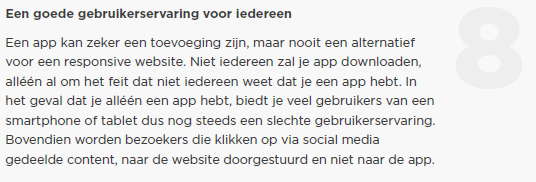 Een goede gebruikerservaring voor iedereen
8
Een app kan zeker een toevoeging zijn, maar nooit een alternatief
voor een responsive website. Niet iedereen zal je app downloaden,
alléén al om het feit dat niet iedereen weet dat je een app hebt. In
het geval dat je alléén een app hebt, biedt je veel gebruikers van een
smartphone of tablet dus nog steeds een slechte gebruikerservaring.
Bovendien worden bezoekers die klikken op via social media
gedeelde content, naar de website doorgestuurd en niet naar de app.